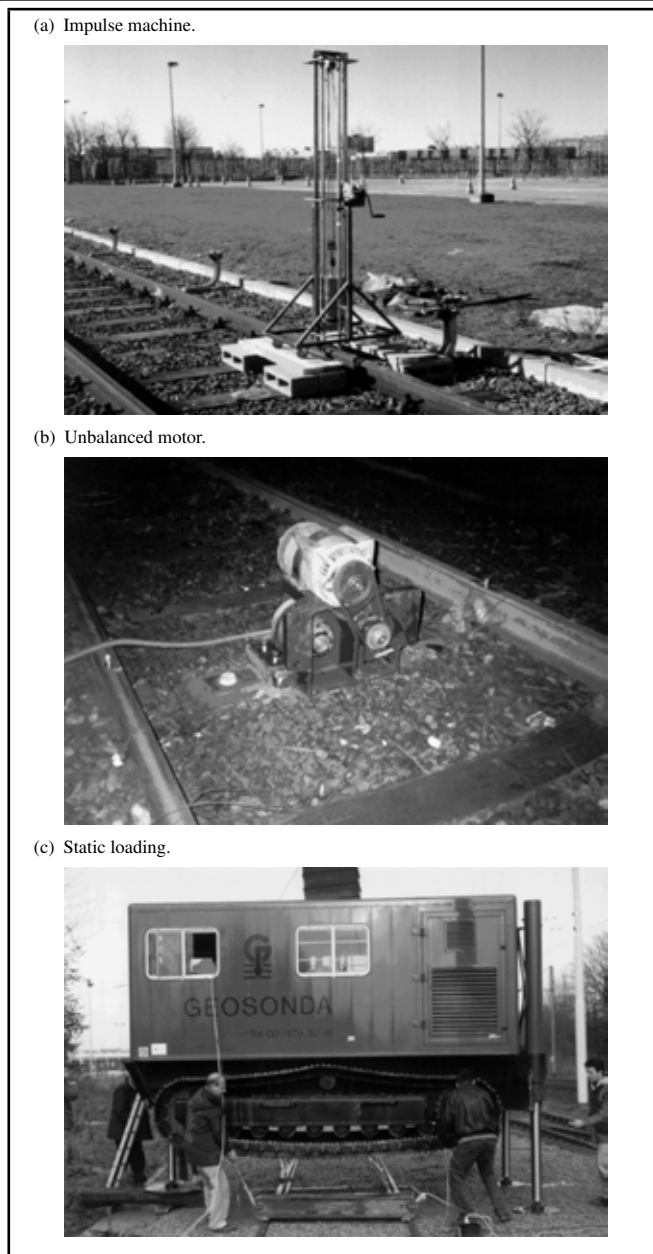 (a) Impulse machine.
(b) Unbalanced motor.
(c) Static loading.
GEOSONDA